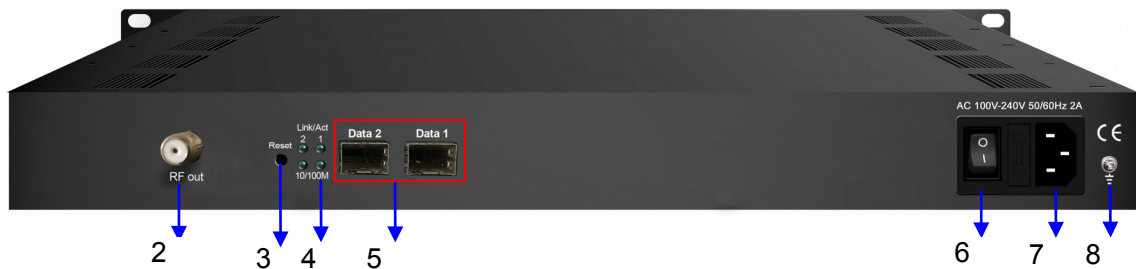 AC 100V-240V 50/60Hz 2A
Link/Act
2 1
Data 2 Data 1
Reset
CE
O
I
RF out
10/100M
2 3 4 5 6 7 8